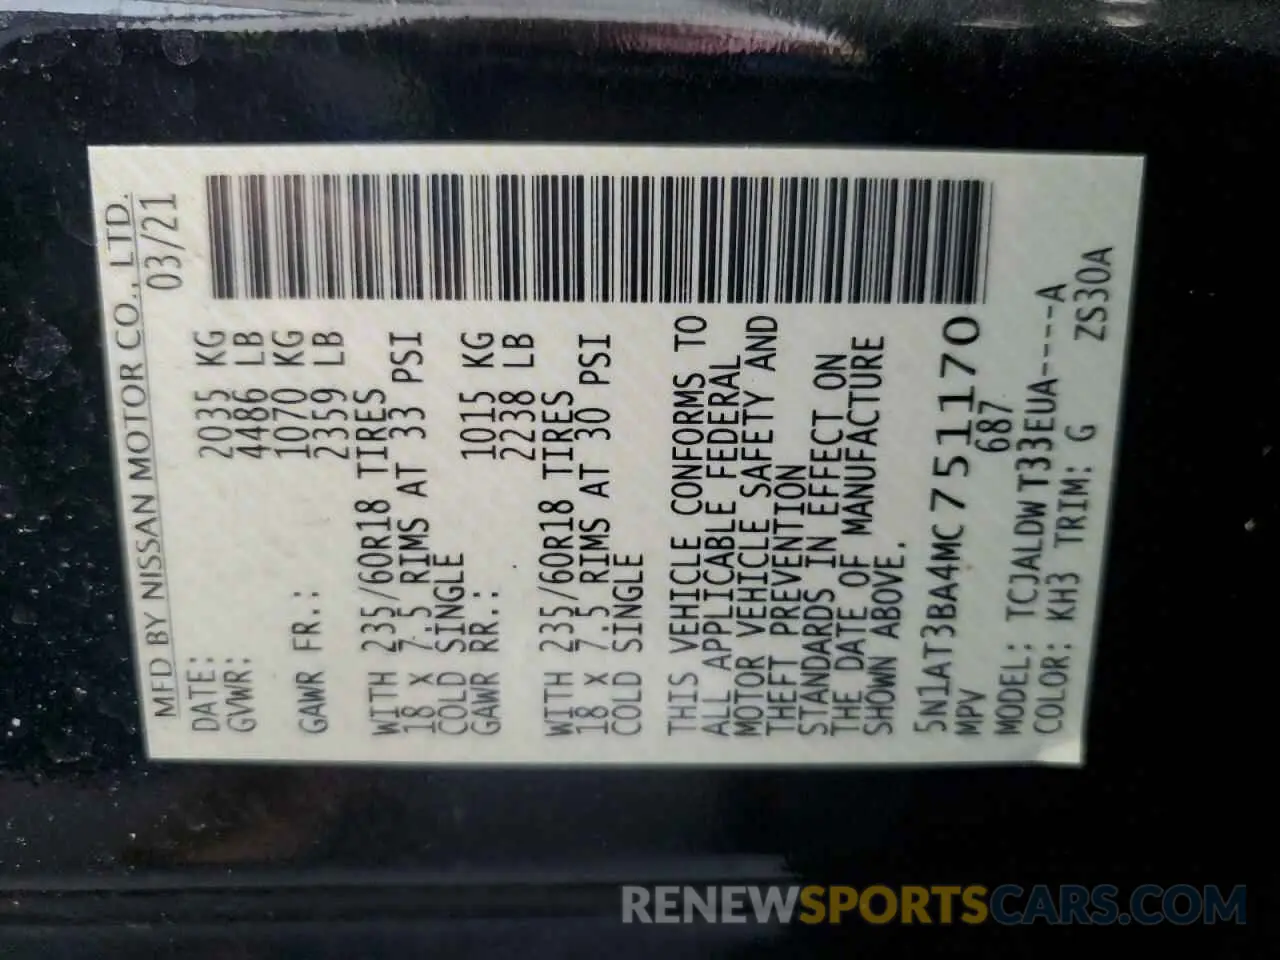 MFD BY NISSAN MOTOR CO., LTD.
DATE: 03/21
GVWR: 2035 KG
4486 LB
GAWR FR.: 1070 KG
2359 LB
WITH 235/60R18 TIRES
18 X 7.5 RIMS AT 33 PSI
COLD SINGLE
GAWR RR.: 1015 KG
2238 LB
WITH 235/60R18 TIRES
18 X 7.5 RIMS AT 30 PSI
COLD SINGLE
THIS VEHICLE CONFORMS TO
ALL APPLICABLE FEDERAL
MOTOR VEHICLE SAFETY AND
THEFT PREVENTION
STANDARDS IN EFFECT ON
THE DATE OF MANUFACTURE
SHOWN ABOVE.
5N1AT3BA4MC751170
MPV 687
MODEL: TCJALDWT33EUA----A
COLOR: KH3 TRIM: G ZS30A
RENEWSPORTSCARS.COM